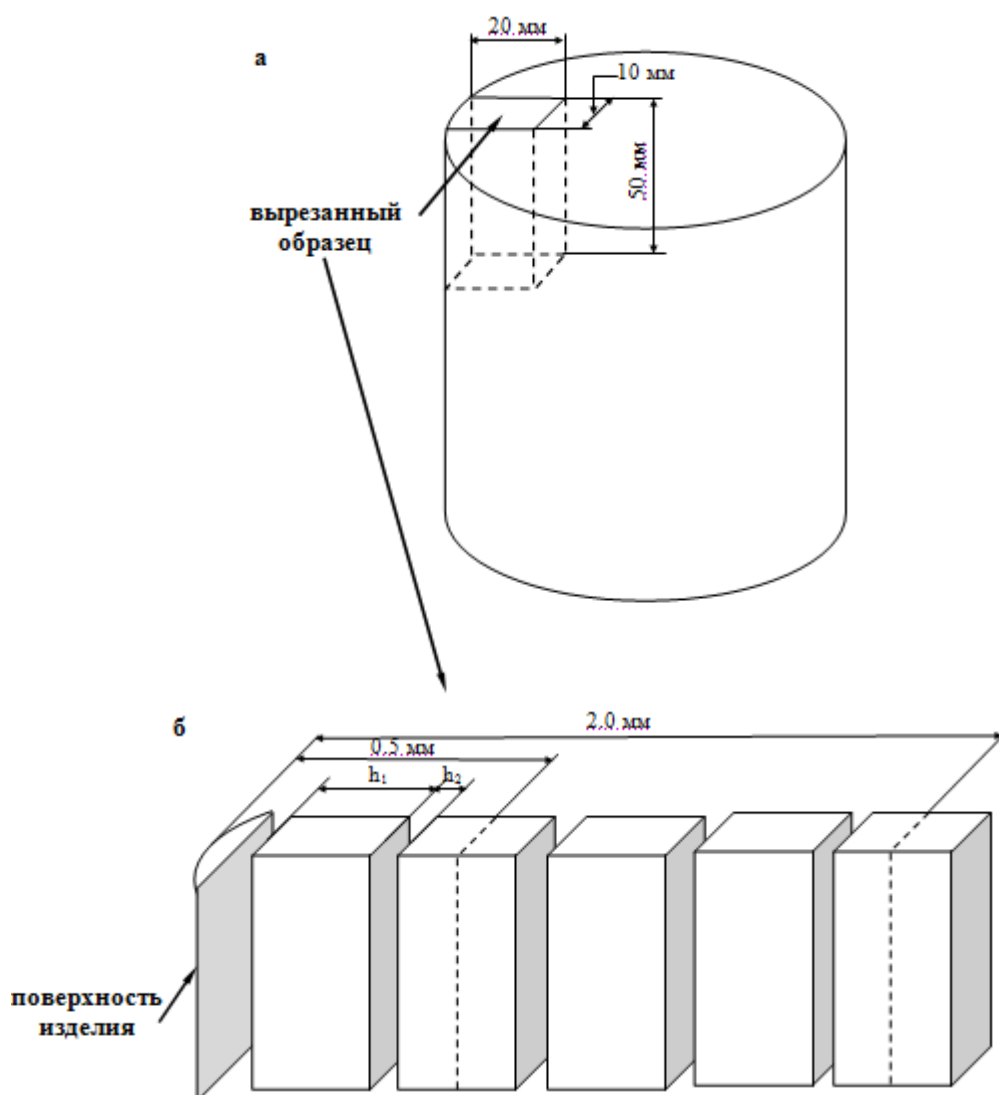 20 мм
а
10 мм
50 мм
вырезанный
образец
б
2.0 мм
0.5 мм
h₁
h₂
поверхность
изделия